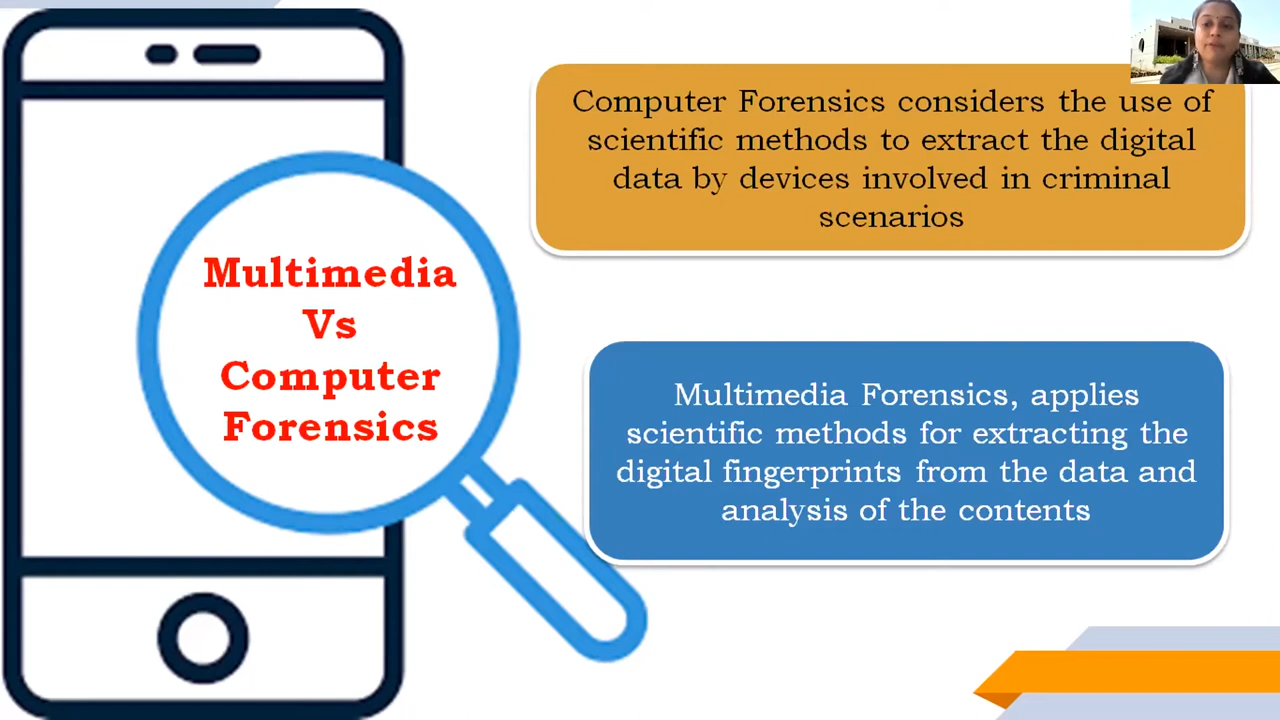 Multimedia
Vs
Computer
Forensics
Computer Forensics considers the use of
scientific methods to extract the digital
data by devices involved in criminal
scenarios
Multimedia Forensics, applies
scientific methods for extracting the
digital fingerprints from the data and
analysis of the contents